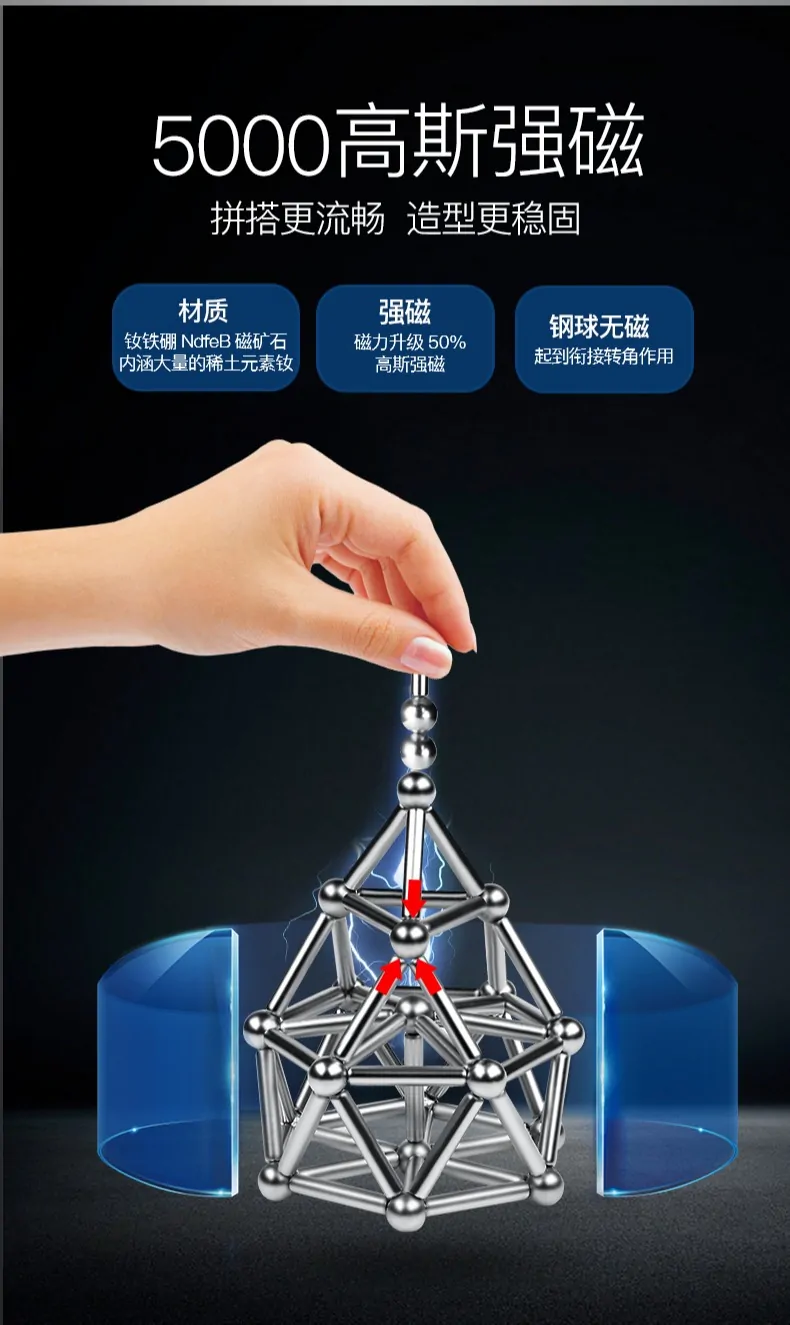 5000高斯强磁
拼搭更流畅 造型更稳固
材质
钕铁硼 NdfeB 磁矿石
内涵大量的稀土元素钕
强磁
磁力升级 50%
高斯强磁
钢球无磁
起到衔接转角作用